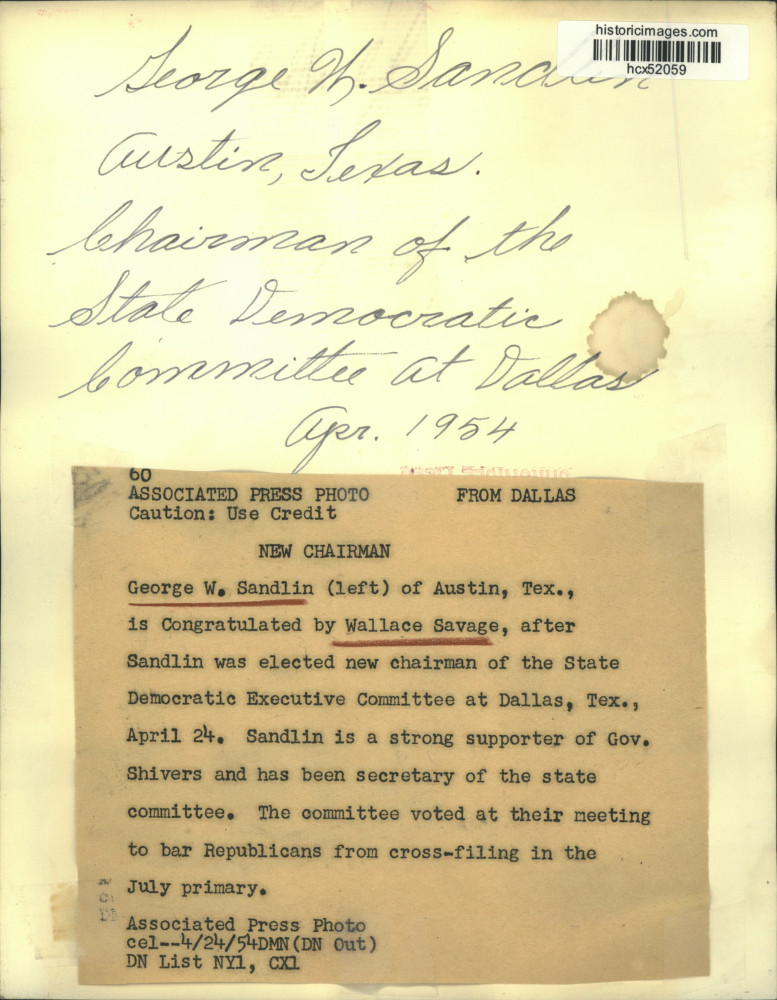 historicimages.com
hcx52059
George W. Sandlin
Austin, Texas.
Chairman of the
State Democratic
Committee at Dallas
Apr. 1954
60
ASSOCIATED PRESS PHOTO FROM DALLAS
Caution: Use Credit
NEW CHAIRMAN
George W. Sandlin (left) of Austin, Tex.,
is Congratulated by Wallace Savage, after
Sandlin was elected new chairman of the State
Democratic Executive Committee at Dallas, Tex.,
April 24. Sandlin is a strong supporter of Gov.
Shivers and has been secretary of the state
committee. The committee voted at their meeting
to bar Republicans from cross-filing in the
July primary.
Associated Press Photo
cel--4/24/54DMN(DN Out)
DN List NY1, CX1